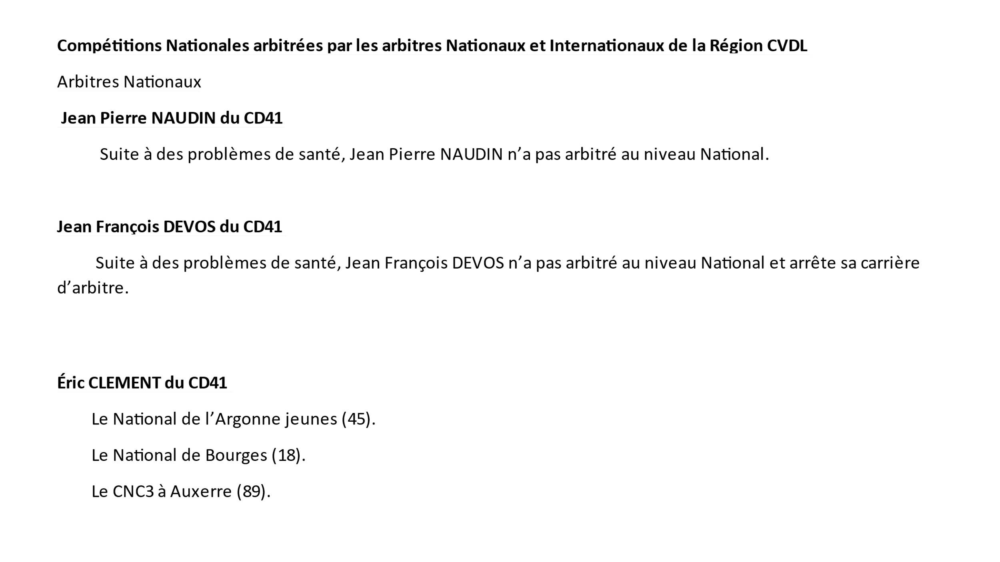 Compétitions Nationales arbitrées par les arbitres Nationaux et Internationaux de la Région CVDL
Arbitres Nationaux
Jean Pierre NAUDIN du CD41
Suite à des problèmes de santé, Jean Pierre NAUDIN n’a pas arbitré au niveau National.
Jean François DEVOS du CD41
Suite à des problèmes de santé, Jean François DEVOS n’a pas arbitré au niveau National et arrête sa carrière
d’arbitre.
Éric CLEMENT du CD41
Le National de l’Argonne jeunes (45).
Le National de Bourges (18).
Le CNC3 à Auxerre (89).